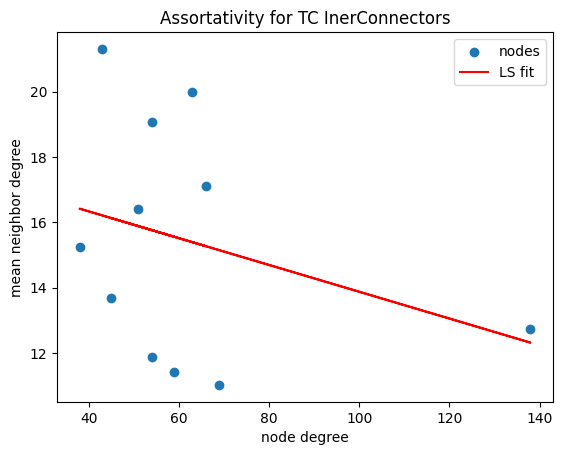 Assortativity for TC InerConnectors
nodes
LS fit
mean neighbor degree
20
18
16
14
12
40
60
80
100
120
140
node degree